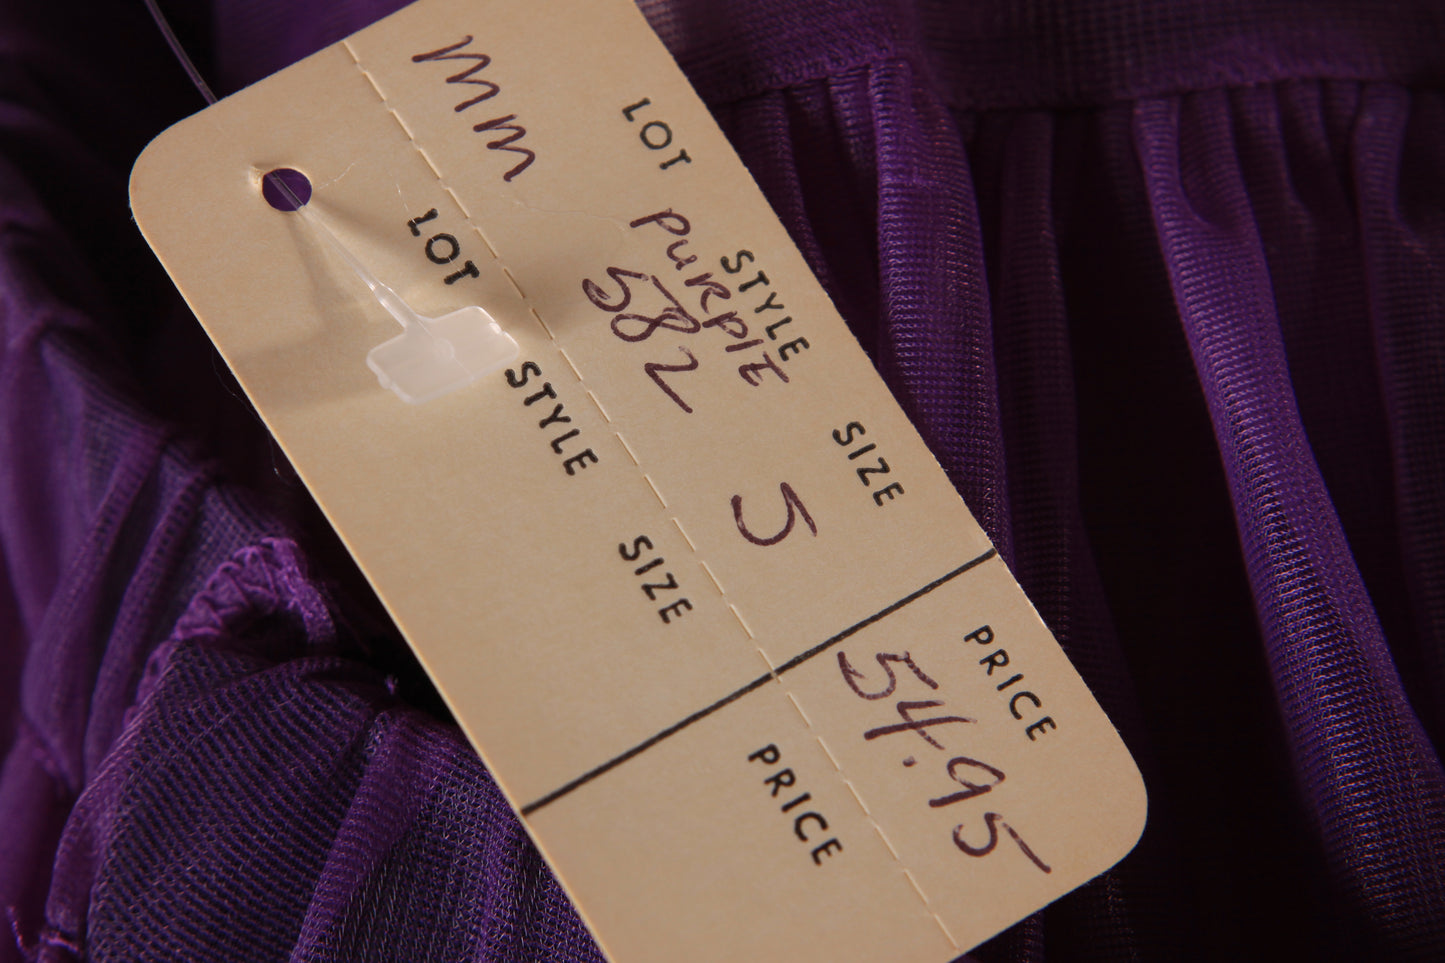 mm
LOT STYLE SIZE PRICE
PURPLE
582 5 54.95
LOT STYLE SIZE PRICE